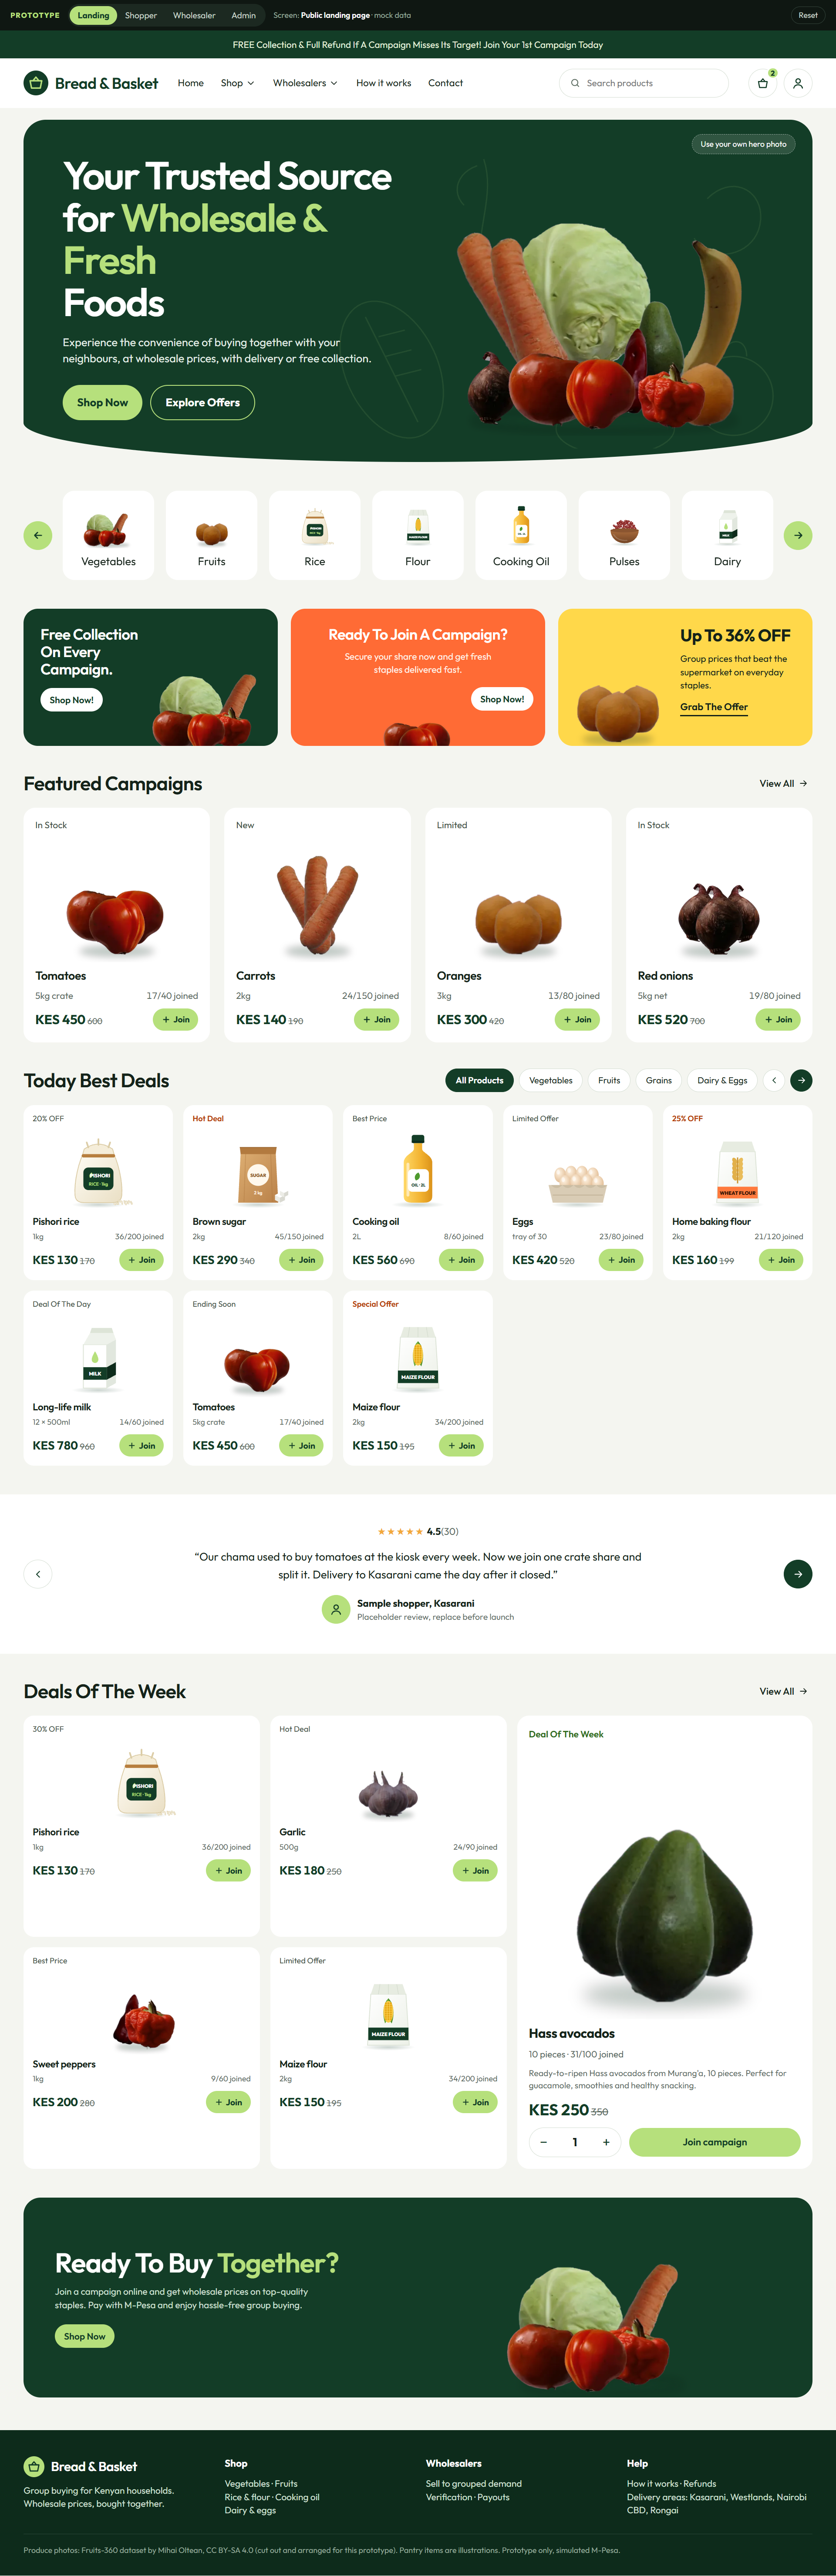 PROTOTYPE Landing Shopper Wholesaler Admin Screen: Public landing page · mock data Reset
FREE Collection & Full Refund If A Campaign Misses Its Target! Join Your 1st Campaign Today
Bread & Basket Home Shop Wholesalers How it works Contact Search products 2
Use your own hero photo
Your Trusted Source
for Wholesale &
Fresh
Foods
Experience the convenience of buying together with your
neighbours, at wholesale prices, with delivery or free collection.
Shop Now Explore Offers
Vegetables Fruits Rice Flour Cooking Oil Pulses Dairy
Free Collection
On Every
Campaign.
Shop Now!
Ready To Join A Campaign?
Secure your share now and get fresh
staples delivered fast.
Shop Now!
Up To 36% OFF
Group prices that beat the
supermarket on everyday
staples.
Grab The Offer
Featured Campaigns View All
In Stock
Tomatoes
5kg crate 17/40 joined
KES 450 600 + Join
New
Carrots
2kg 24/150 joined
KES 140 190 + Join
Limited
Oranges
3kg 13/80 joined
KES 300 420 + Join
In Stock
Red onions
5kg net 19/80 joined
KES 520 700 + Join
Today Best Deals All Products Vegetables Fruits Grains Dairy & Eggs
20% OFF
PISHORI
RICE · 1kg
Pishori rice
1kg 36/200 joined
KES 130 170 + Join
Hot Deal
SUGAR
2 kg
Brown sugar
2kg 45/150 joined
KES 290 340 + Join
Best Price
OIL · 2L
Cooking oil
2L 8/60 joined
KES 560 690 + Join
Limited Offer
Eggs
tray of 30 23/80 joined
KES 420 520 + Join
25% OFF
WHEAT FLOUR
Home baking flour
2kg 21/120 joined
KES 160 199 + Join
Deal Of The Day
MILK
Long-life milk
12 × 500ml 14/60 joined
KES 780 960 + Join
Ending Soon
Tomatoes
5kg crate 17/40 joined
KES 450 600 + Join
Special Offer
MAIZE FLOUR
Maize flour
2kg 34/200 joined
KES 150 195 + Join
★★★★★ 4.5(30)
“Our chama used to buy tomatoes at the kiosk every week. Now we join one crate share and
split it. Delivery to Kasarani came the day after it closed.”
Sample shopper, Kasarani
Placeholder review, replace before launch
Deals Of The Week View All
30% OFF
PISHORI
RICE · 1kg
Pishori rice
1kg 36/200 joined
KES 130 170 + Join
Hot Deal
Garlic
500g 24/90 joined
KES 180 250 + Join
Best Price
Sweet peppers
1kg 9/60 joined
KES 200 280 + Join
Limited Offer
MAIZE FLOUR
Maize flour
2kg 34/200 joined
KES 150 195 + Join
Deal Of The Week
Hass avocados
10 pieces · 31/100 joined
Ready-to-ripen Hass avocados from Murang'a, 10 pieces. Perfect for
guacamole, smoothies and healthy snacking.
KES 250 350
− 1 + Join campaign
Ready To Buy Together?
Join a campaign online and get wholesale prices on top-quality
staples. Pay with M-Pesa and enjoy hassle-free group buying.
Shop Now
Bread & Basket
Group buying for Kenyan households.
Wholesale prices, bought together.
Shop
Vegetables · Fruits
Rice & flour · Cooking oil
Dairy & eggs
Wholesalers
Sell to grouped demand
Verification · Payouts
Help
How it works · Refunds
Delivery areas: Kasarani, Westlands, Nairobi
CBD, Rongai
Produce photos: Fruits-360 dataset by Mihai Oltean, CC BY-SA 4.0 (cut out and arranged for this prototype). Pantry items are illustrations. Prototype only, simulated M-Pesa.